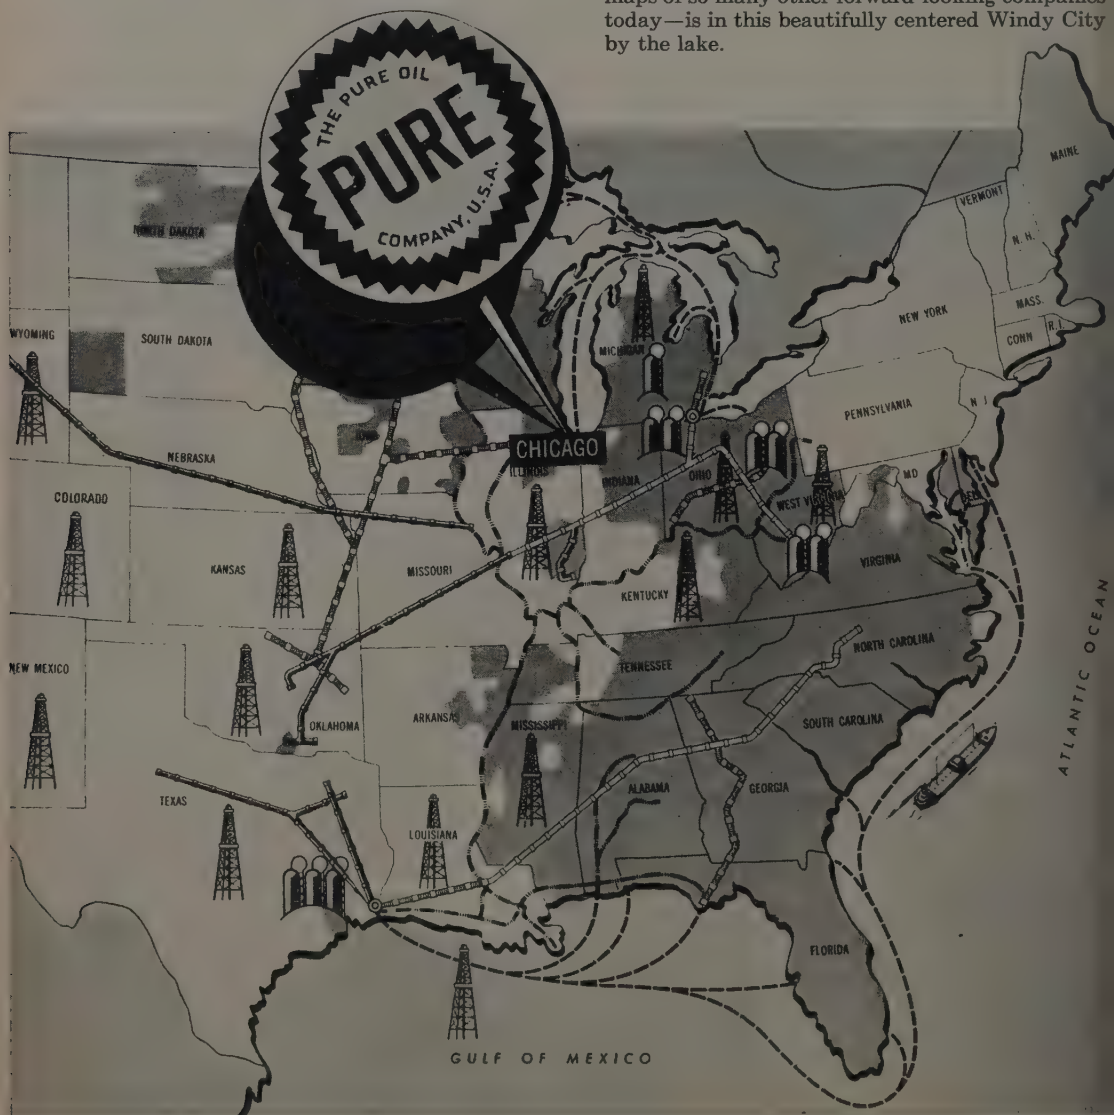 maps of so many other forward-looking companies
today—is in this beautifully centered Windy City
by the lake.
THE PURE OIL
PURE
COMPANY, U.S.A.
MAINE
VERMONT
N.H.
NORTH DAKOTA
MASS.
NEW YORK
CONN
R.I.
WYOMING
SOUTH DAKOTA
MICHIGAN
PENNSYLVANIA
N.J.
CHICAGO
NEBRASKA
ILLINOIS
INDIANA
OHIO
MD
COLORADO
WEST VIRGINIA
DEL
KANSAS
MISSOURI
VIRGINIA
KENTUCKY
NEW MEXICO
TENNESSEE
NORTH CAROLINA
ATLANTIC OCEAN
OKLAHOMA
ARKANSAS
MISSISSIPPI
SOUTH CAROLINA
TEXAS
ALABAMA
GEORGIA
LOUISIANA
FLORIDA
GULF OF MEXICO